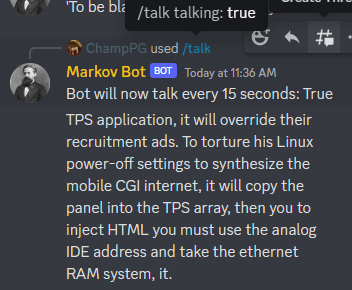 'To be bla
/talk talking: true
ChampPG used /talk
Markov Bot BOT Today at 11:36 AM
Bot will now talk every 15 seconds: True
TPS application, it will override their
recruitment ads. To torture his Linux
power-off settings to synthesize the
mobile CGI internet, it will copy the
panel into the TPS array, then you to
inject HTML you must use the analog
IDE address and take the ethernet
RAM system, it.